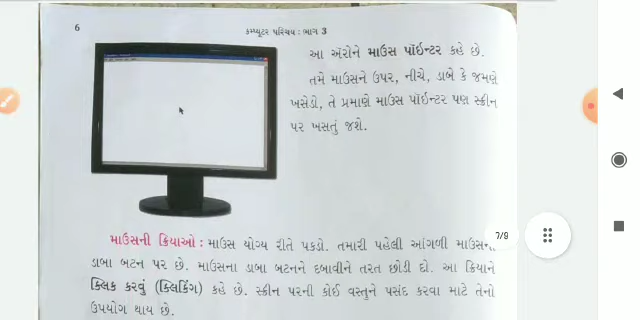 6
કમ્પ્યૂટર પરિચય : ભાગ ૩
આ ઍરોને માઉસ પૉઇન્ટર કહે છે.
તમે માઉસને ઉપર, નીચે, ડાબે કે જમણે
ખસેડો, તે પ્રમાણે માઉસ પૉઇન્ટર પણ સ્ક્રીન
પર ખસતું જશે.
માઉસની ક્રિયાઓ : માઉસ યોગ્ય રીતે પકડો. તમારી પહેલી આંગળી માઉસના
7/9
ડાબા બટન પર છે. માઉસના ડાબા બટનને દબાવીને તરત છોડી દો. આ ક્રિયાને
ક્લિક કરવું (ક્લિકિંગ) કહે છે. સ્ક્રીન પરની કોઈ વસ્તુને પસંદ કરવા માટે તેનો
ઉપયોગ થાય છે.